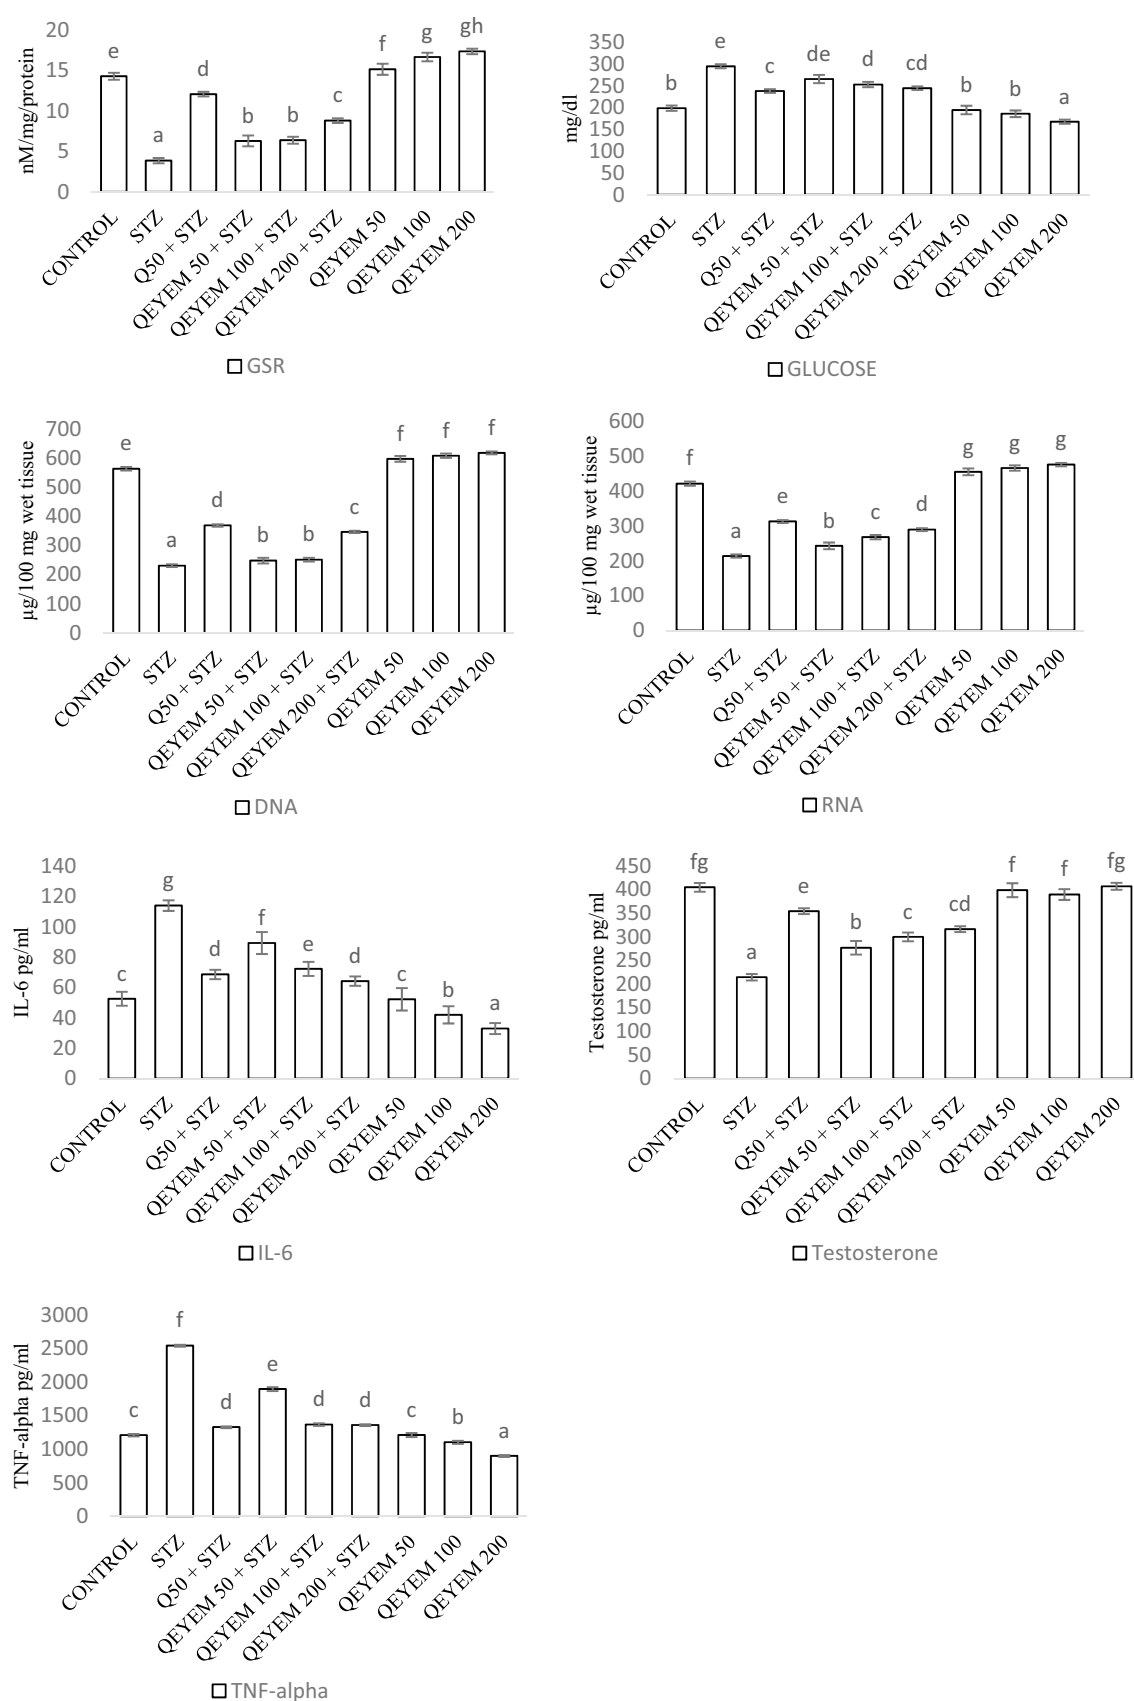 nM/mg/protein
20
15
10
5
0
e
a
d
b
b
c
f
g
gh
CONTROL
STZ
Q50 + STZ
QEYEM 50 + STZ
QEYEM 100 + STZ
QEYEM 200 + STZ
QEYEM 50
QEYEM 100
QEYEM 200
GSR
mg/dl
350
300
250
200
150
100
50
0
b
e
c
de
d
cd
b
b
a
CONTROL
STZ
Q50 + STZ
QEYEM 50 + STZ
QEYEM 100 + STZ
QEYEM 200 + STZ
QEYEM 50
QEYEM 100
QEYEM 200
GLUCOSE
µg/100 mg wet tissue
700
600
500
400
300
200
100
0
e
a
d
b
b
c
f
f
f
CONTROL
STZ
Q50 + STZ
QEYEM 50 + STZ
QEYEM 100 + STZ
QEYEM 200 + STZ
QEYEM 50
QEYEM 100
QEYEM 200
DNA
µg/100 mg wet tissue
600
500
400
300
200
100
0
f
a
e
b
c
d
g
g
g
CONTROL
STZ
Q50 + STZ
QEYEM 50 + STZ
QEYEM 100 + STZ
QEYEM 200 + STZ
QEYEM 50
QEYEM 100
QEYEM 200
RNA
IL-6 pg/ml
140
120
100
80
60
40
20
0
c
g
d
f
e
d
c
b
a
CONTROL
STZ
Q50 + STZ
QEYEM 50 + STZ
QEYEM 100 + STZ
QEYEM 200 + STZ
QEYEM 50
QEYEM 100
QEYEM 200
IL-6
Testosterone pg/ml
450
400
350
300
250
200
150
100
50
0
fg
a
e
b
c
cd
f
f
fg
CONTROL
STZ
Q50 + STZ
QEYEM 50 + STZ
QEYEM 100 + STZ
QEYEM 200 + STZ
QEYEM 50
QEYEM 100
QEYEM 200
Testosterone
TNF-alpha pg/ml
3000
2500
2000
1500
1000
500
0
c
f
d
e
d
d
c
b
a
CONTROL
STZ
Q50 + STZ
QEYEM 50 + STZ
QEYEM 100 + STZ
QEYEM 200 + STZ
QEYEM 50
QEYEM 100
QEYEM 200
TNF-alpha